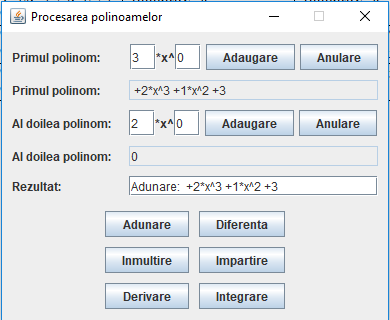 Procesarea polinoamelor
Primul polinom: 3 *x^ 0 Adaugare Anulare
Primul polinom: +2*x^3 +1*x^2 +3
Al doilea polinom: 2 *x^ 0 Adaugare Anulare
Al doilea polinom: 0
Rezultat: Adunare: +2*x^3 +1*x^2 +3
Adunare Diferenta
Inmultire Impartire
Derivare Integrare